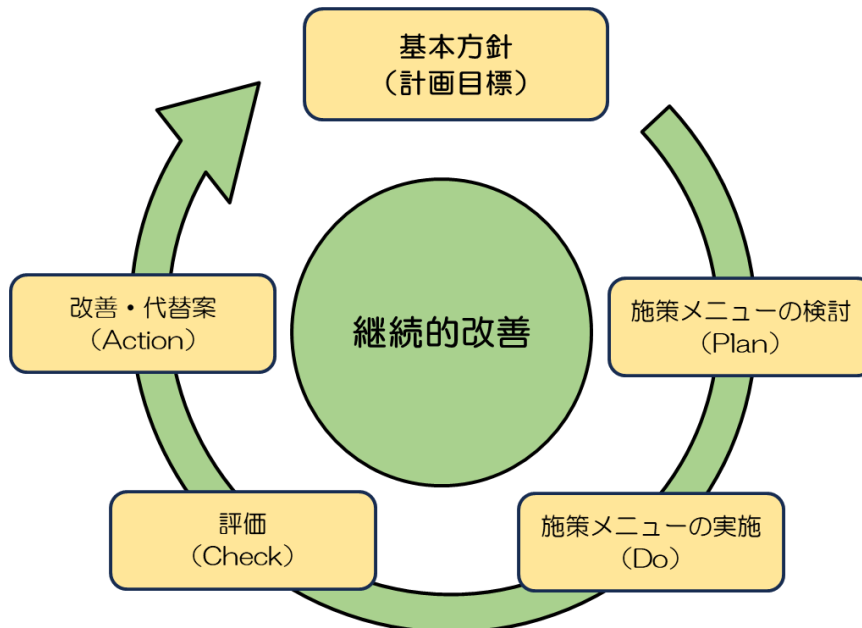 基本方針
（計画目標）
施策メニューの検討
（Plan）
施策メニューの実施
（Do）
評価
（Check）
改善・代替案
（Action）
継続的改善